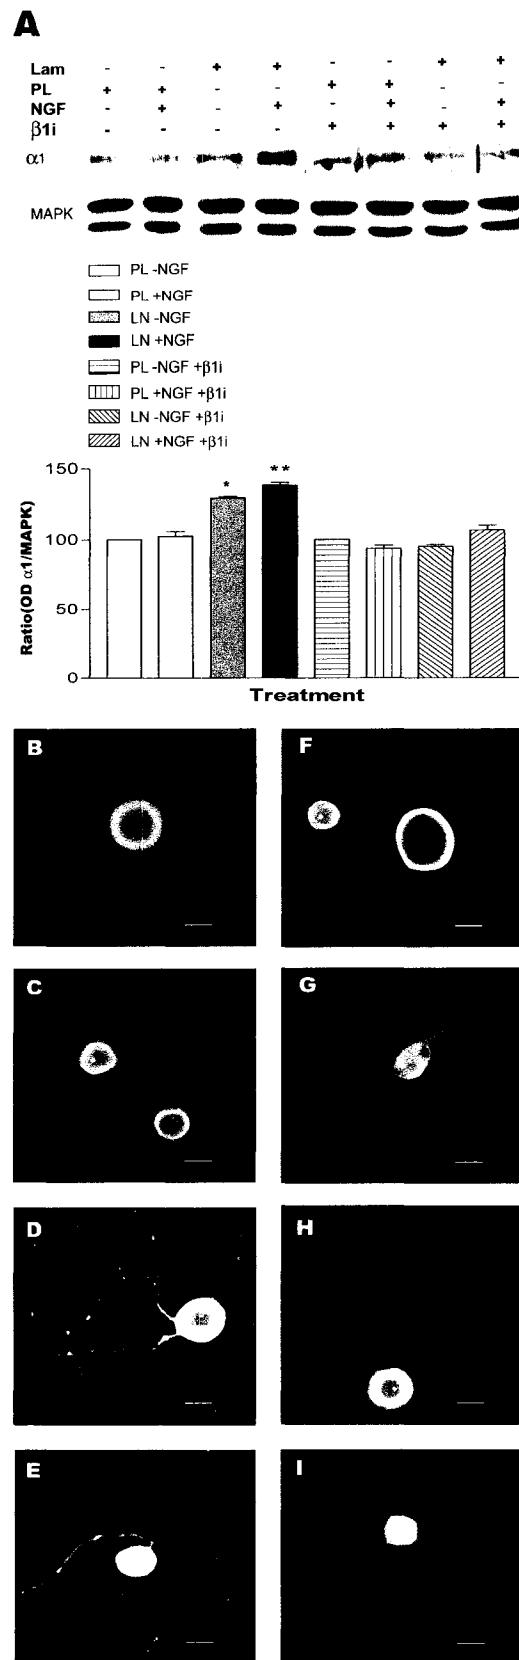 A
Lam - - + + - - + +
PL + + - - + + - -
NGF - + - + - + - +
β1i - - - - + + + +
α1
MAPK
PL -NGF
PL +NGF
LN -NGF
LN +NGF
PL -NGF +β1i
PL +NGF +β1i
LN -NGF +β1i
LN +NGF +β1i
150
100
50
0
Ratio(OD α1/MAPK)
*
**
Treatment
B
F
C
G
D
H
E
I